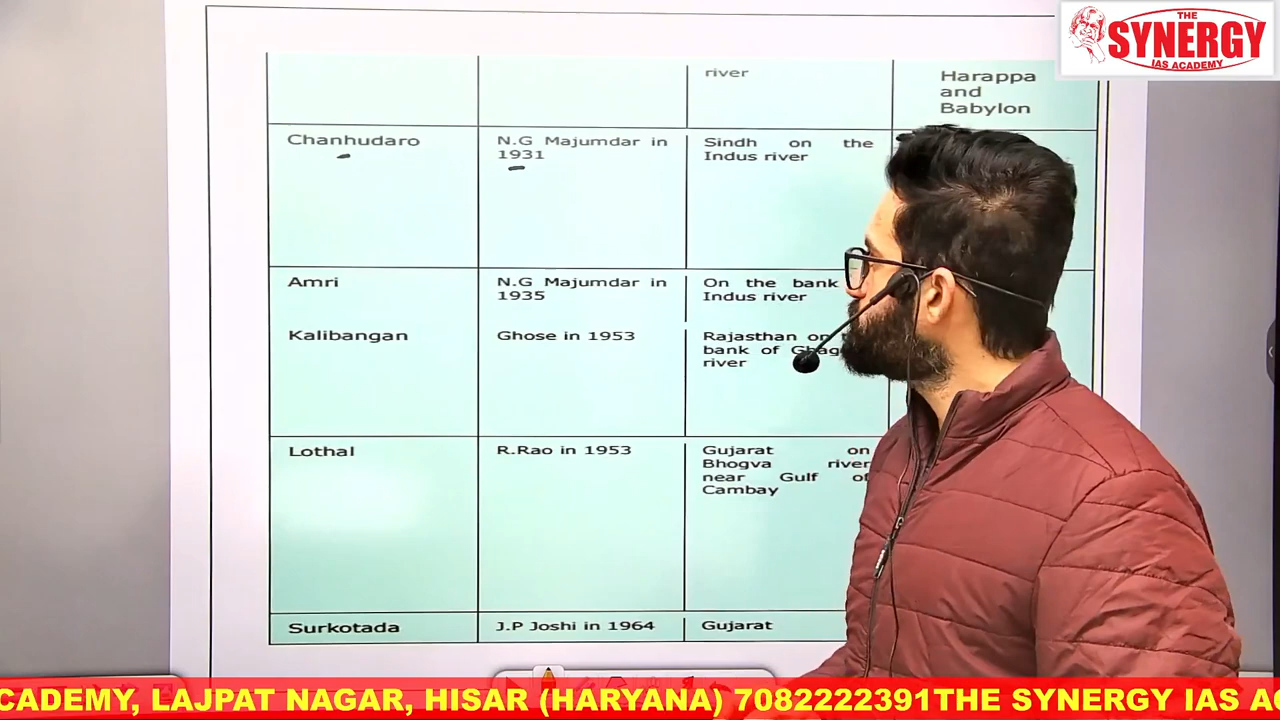 THE
SYNERGY
IAS ACADEMY
river
Harappa
and
Babylon
Chanhudaro
N.G Majumdar in
1931
Sindh on the
Indus river
Amri
N.G Majumdar in
1935
On the bank
Indus river
Kalibangan
Ghose in 1953
Rajasthan on
bank of
river
Lothal
R.Rao in 1953
Gujarat on
Bhogva river
near Gulf of
Cambay
Surkotada
J.P Joshi in 1964
Gujarat
CADEMY, LAJPAT NAGAR, HISAR (HARYANA) 7082222391THE SYNERGY IAS AC